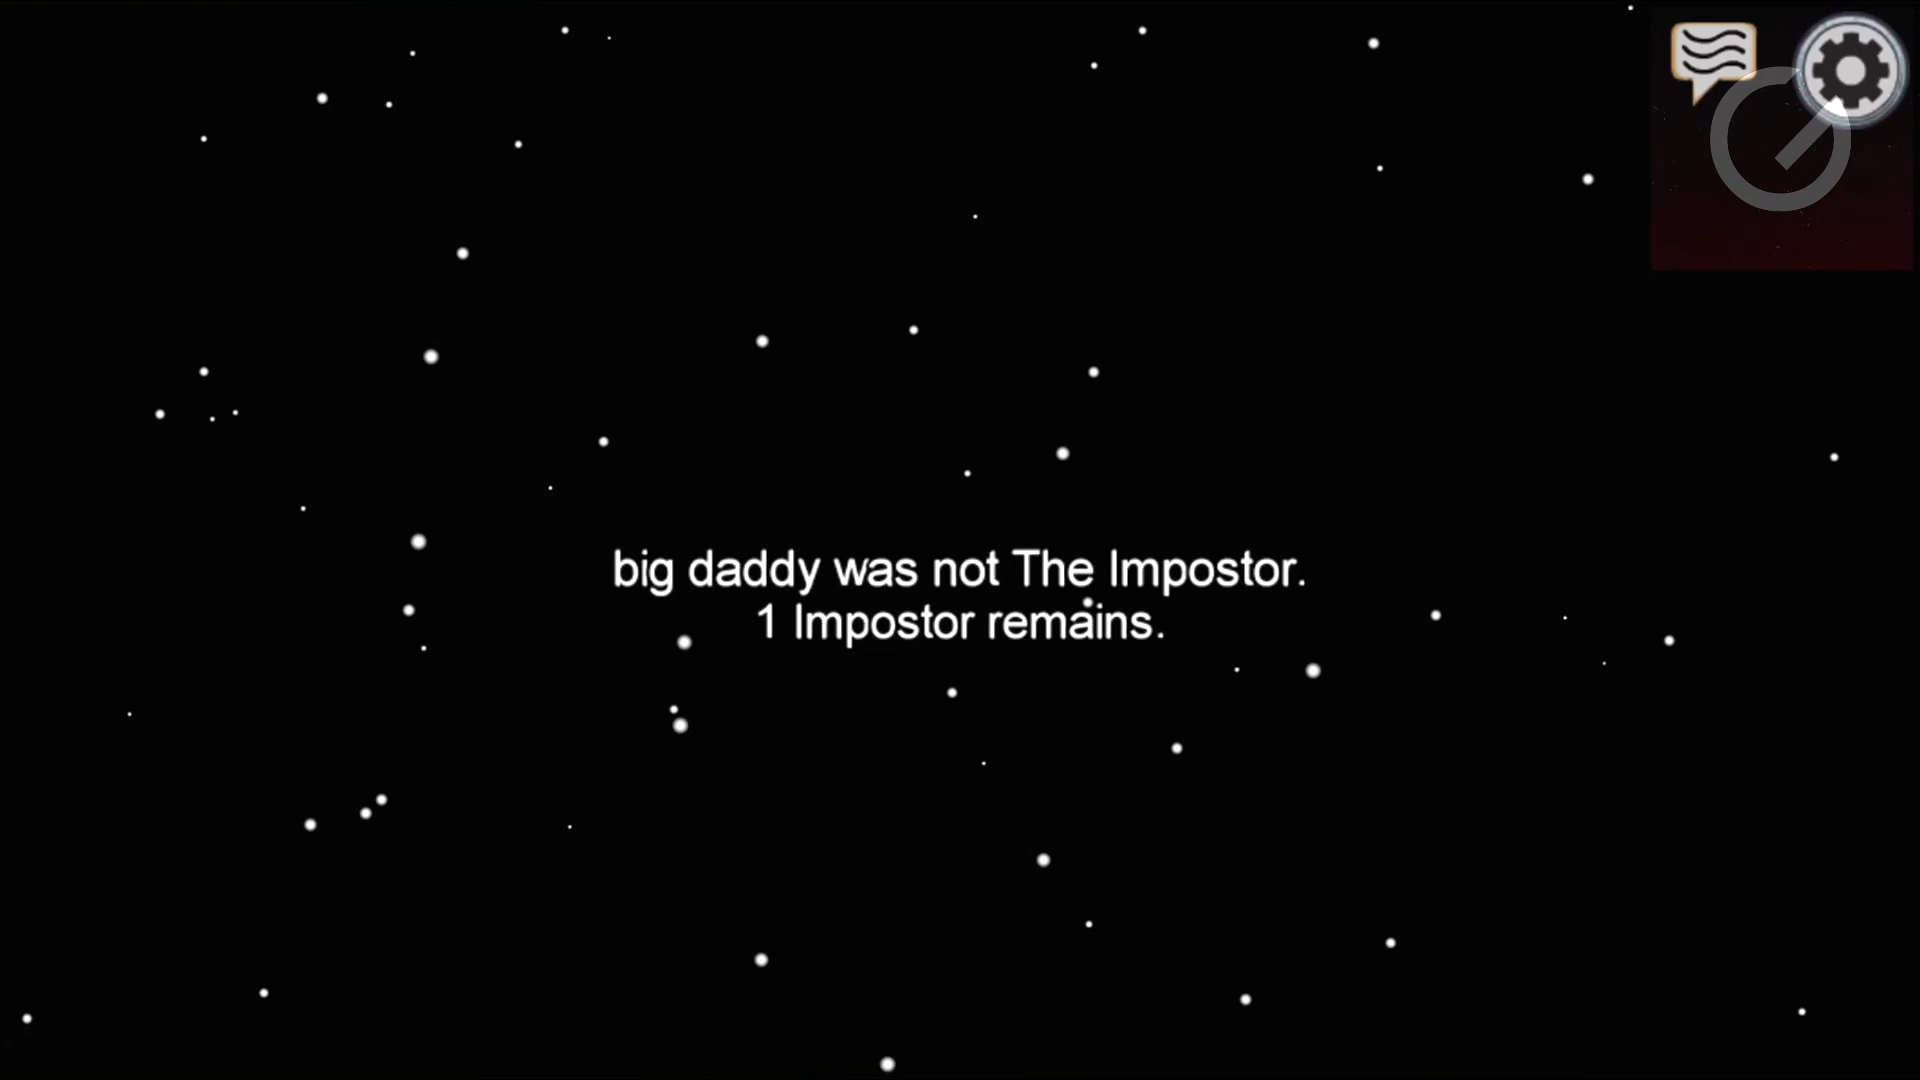 big daddy was not The Impostor.
1 Impostor remains.